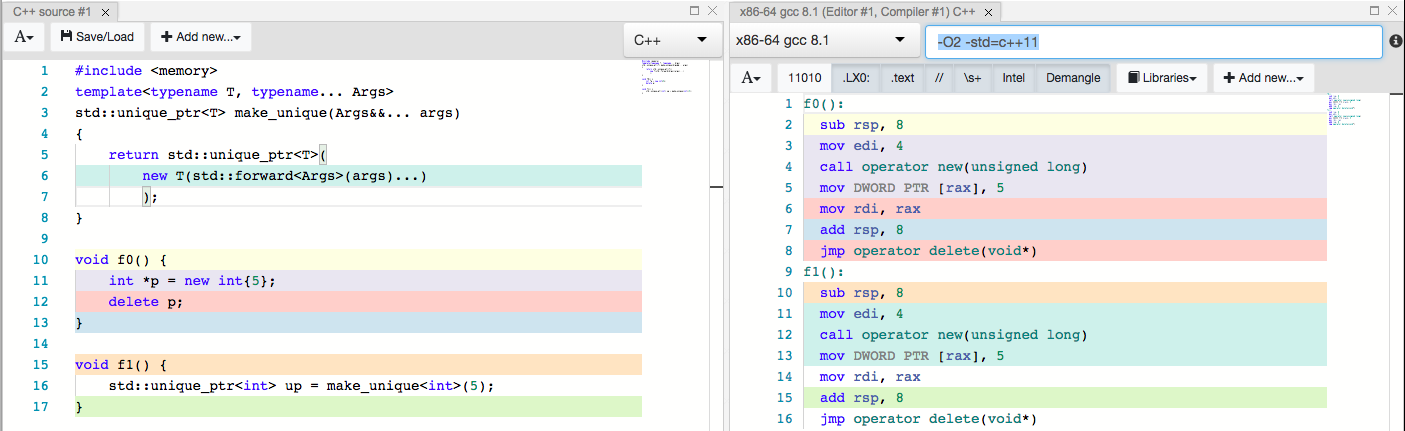 C++ source #1 ×
A Save/Load + Add new... C++
1 #include <memory>
2 template<typename T, typename... Args>
3 std::unique_ptr<T> make_unique(Args&&... args)
4 {
5 return std::unique_ptr<T>(
6 new T(std::forward<Args>(args)...)
7 );
8 }
9
10 void f0() {
11 int *p = new int{5};
12 delete p;
13 }
14
15 void f1() {
16 std::unique_ptr<int> up = make_unique<int>(5);
17 }
x86-64 gcc 8.1 (Editor #1, Compiler #1) C++ ×
x86-64 gcc 8.1 -O2 -std=c++11
A 11010 .LX0: .text // \s+ Intel Demangle Libraries + Add new...
1 f0():
2 sub rsp, 8
3 mov edi, 4
4 call operator new(unsigned long)
5 mov DWORD PTR [rax], 5
6 mov rdi, rax
7 add rsp, 8
8 jmp operator delete(void*)
9 f1():
10 sub rsp, 8
11 mov edi, 4
12 call operator new(unsigned long)
13 mov DWORD PTR [rax], 5
14 mov rdi, rax
15 add rsp, 8
16 jmp operator delete(void*)